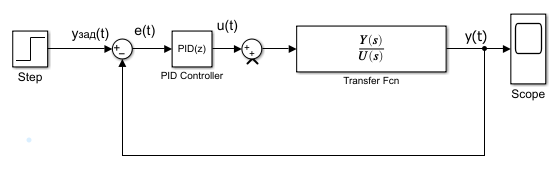 yзад(t)
e(t)
u(t)
y(t)
+
−
PID(z)
+
+
Y(s)
U(s)
Step
PID Controller
Transfer Fcn
Scope